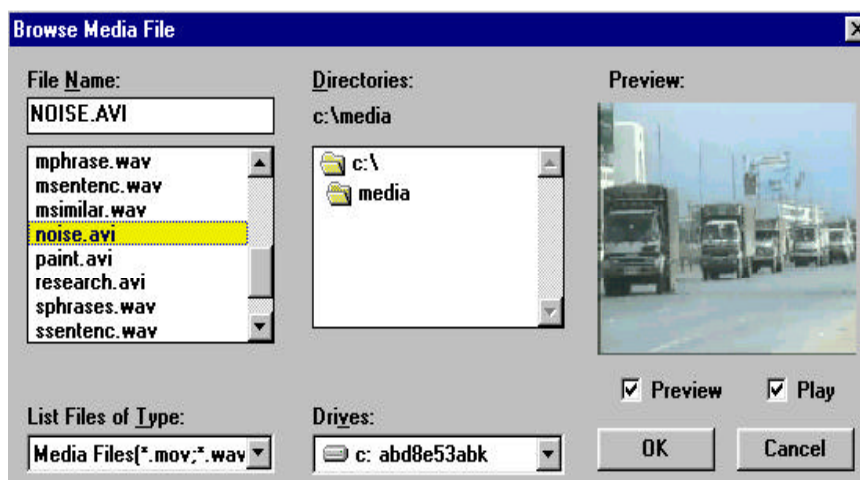 Browse Media File
File Name:
NOISE.AVI
mphrase.wav
msentenc.wav
msimilar.wav
noise.avi
paint.avi
research.avi
sphrases.wav
ssentenc.wav
List Files of Type:
Media Files(*.mov;*.wav
Directories:
c:\media
c:\
media
Drives:
c: abd8e53abk
Preview:
Preview
Play
OK
Cancel